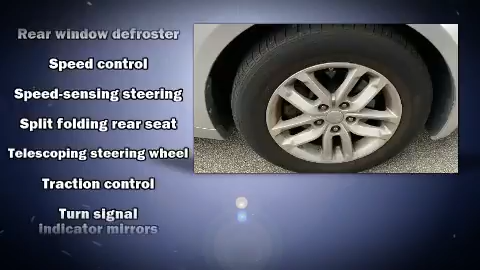 Rear window defroster
Speed control
Speed-sensing steering
Split folding rear seat
Telescoping steering wheel
Traction control
Turn signal
indicator mirrors